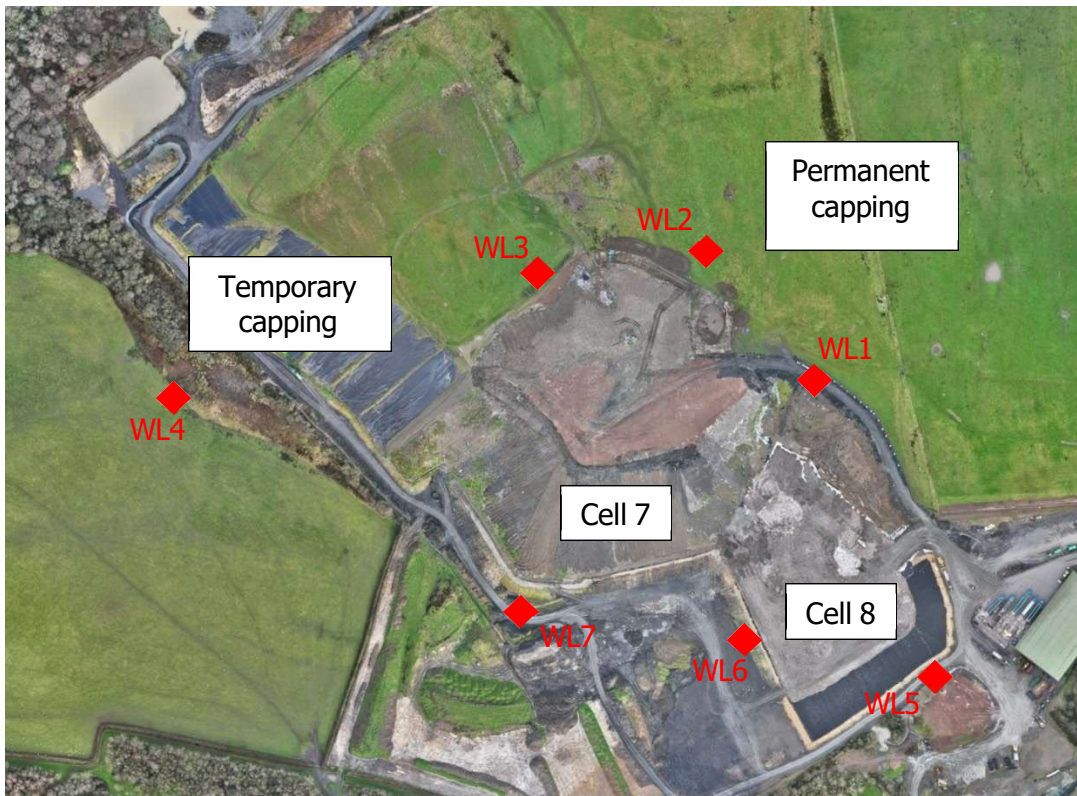 Permanent
capping
WL2
WL3
Temporary
capping
WL1
WL4
Cell 7
Cell 8
WL7
WL6
WL5